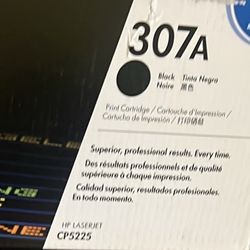 307A
Black Tinta Negra
Noire 黑色
Print Cartridge / Cartouche d'impression /
Cartucho de Impresión / 打印硒鼓
Superior, professional results. Every time.
Des résultats professionnels et de qualité
supérieure à chaque impression.
Calidad superior, resultados profesionales.
En todo momento.
HP LASERJET
CP5225